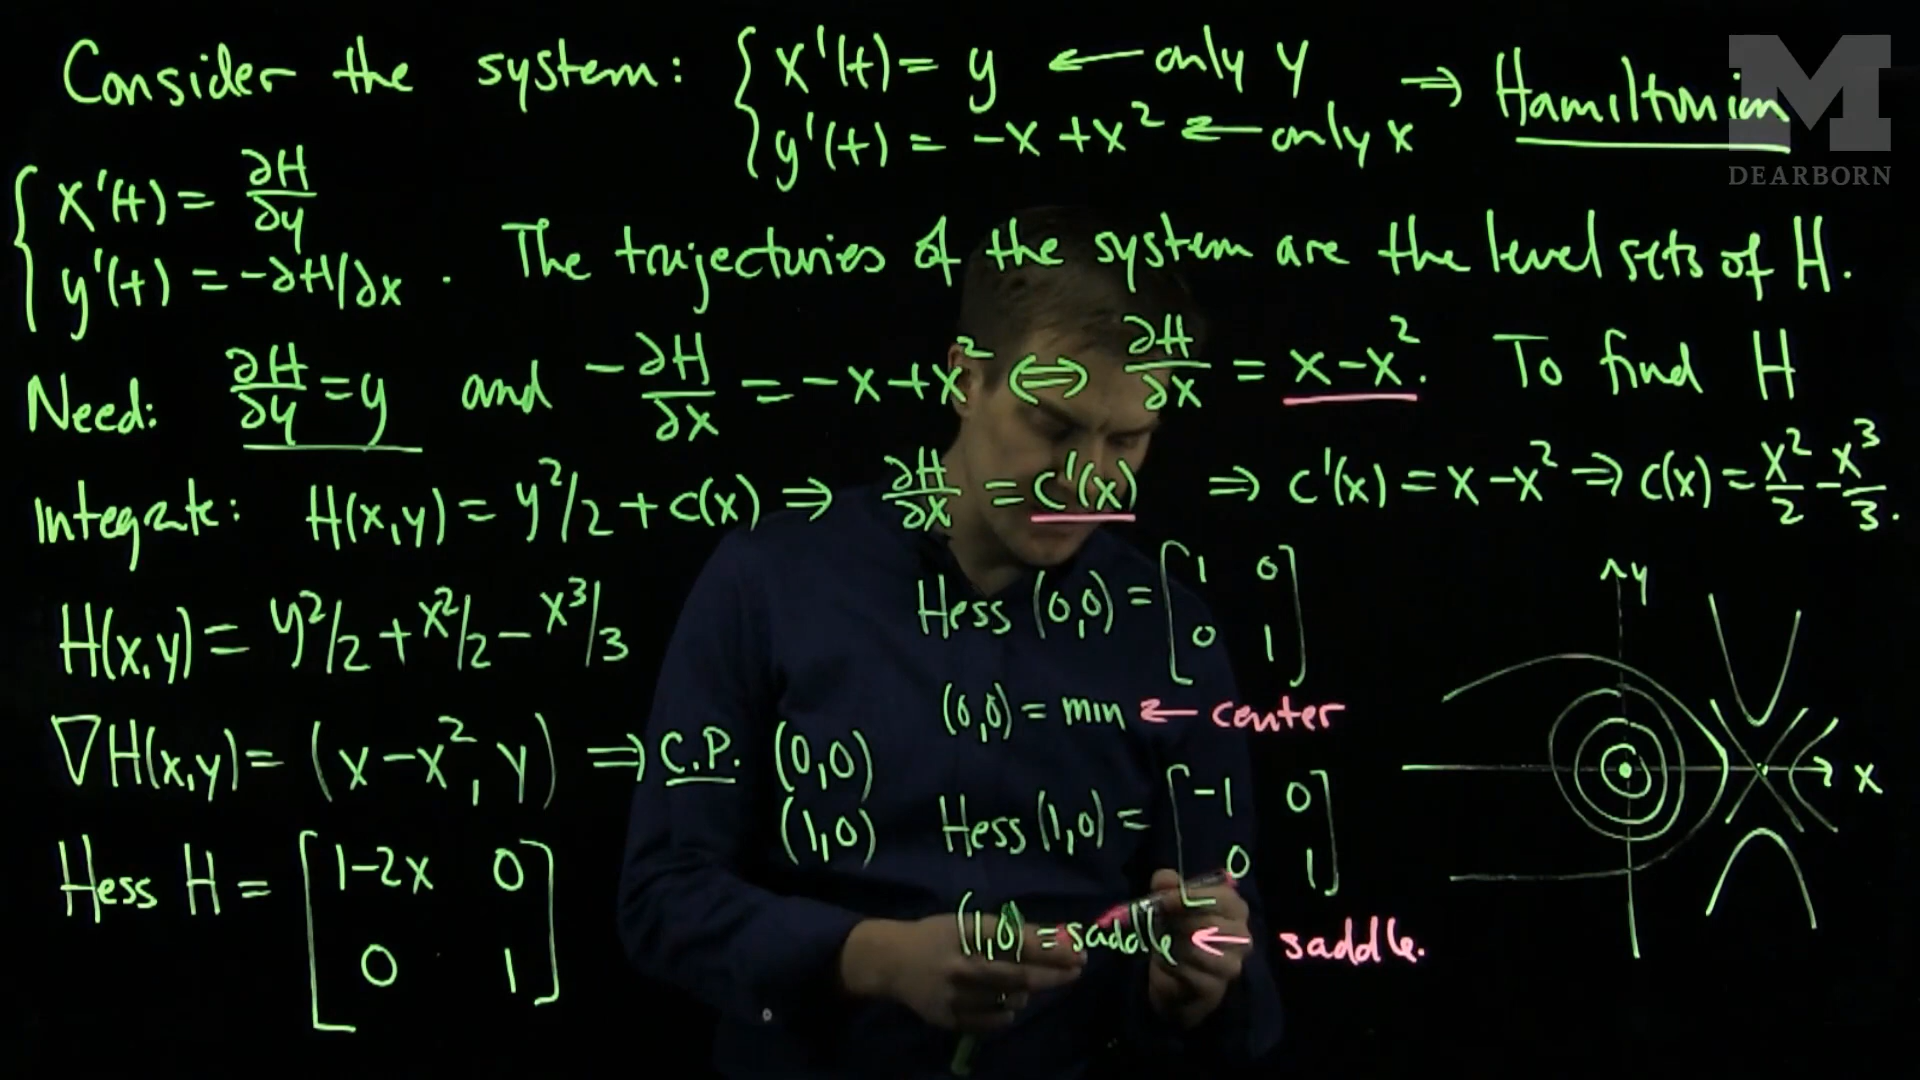 Consider the system: { x'(t) = y ← only y ⇒ Hamiltonian
y'(t) = -x + x² ← only x
M
DEARBORN
{ x'(t) = ∂H/∂y
y'(t) = -∂H/∂x . The trajectories of the system are the level sets of H.
Need: ∂H/∂y = y and -∂H/∂x = -x + x² ⇔ ∂H/∂x = x - x². To find H
Integrate: H(x,y) = y²/2 + c(x) ⇒ ∂H/∂x = c'(x) ⇒ c'(x) = x - x² ⇒ c(x) = x²/2 - x³/3.
H(x,y) = y²/2 + x²/2 - x³/3
∇H(x,y) = (x - x², y) ⇒ C.P. (0,0)
(1,0)
Hess H = [1-2x 0
0 1]
Hess (0,0) = [1 0
0 1]
(0,0) = min ← center
Hess (1,0) = [-1 0
0 1]
(1,0) = saddle ← saddle.
y
x